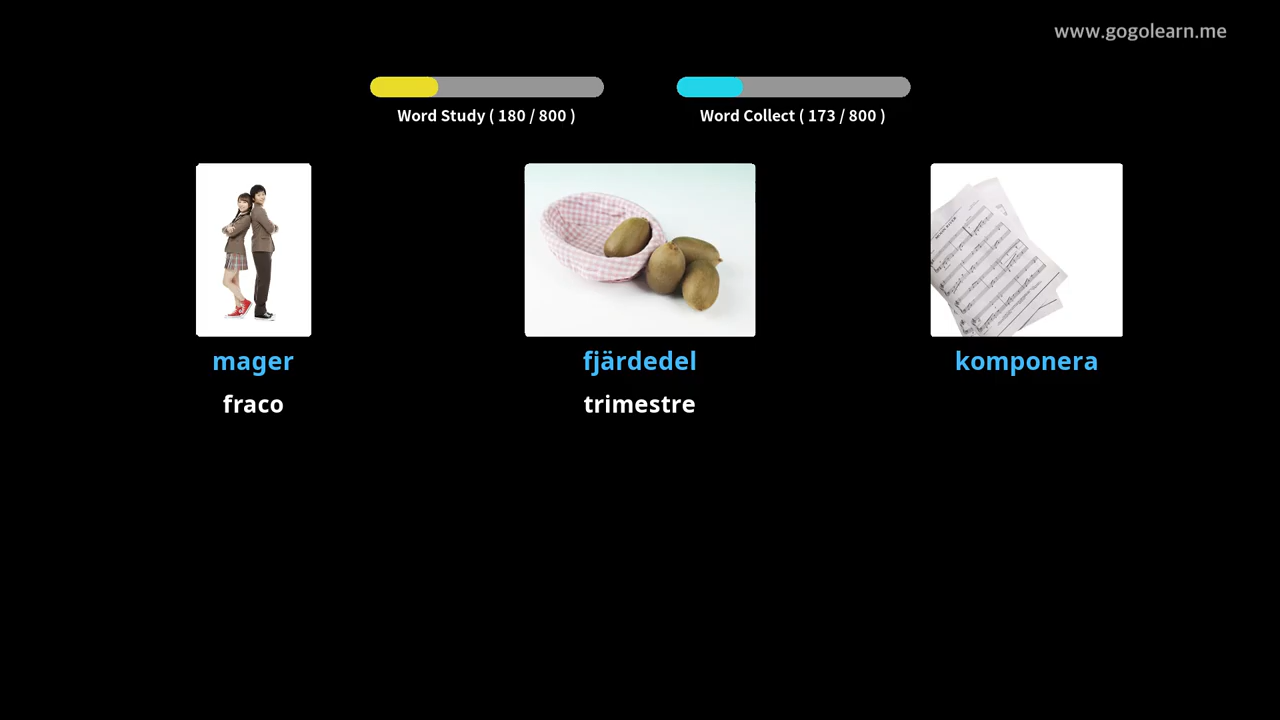 www.gogolearn.me
Word Study ( 180 / 800 )
Word Collect ( 173 / 800 )
mager
fjärdedel
komponera
fraco
trimestre